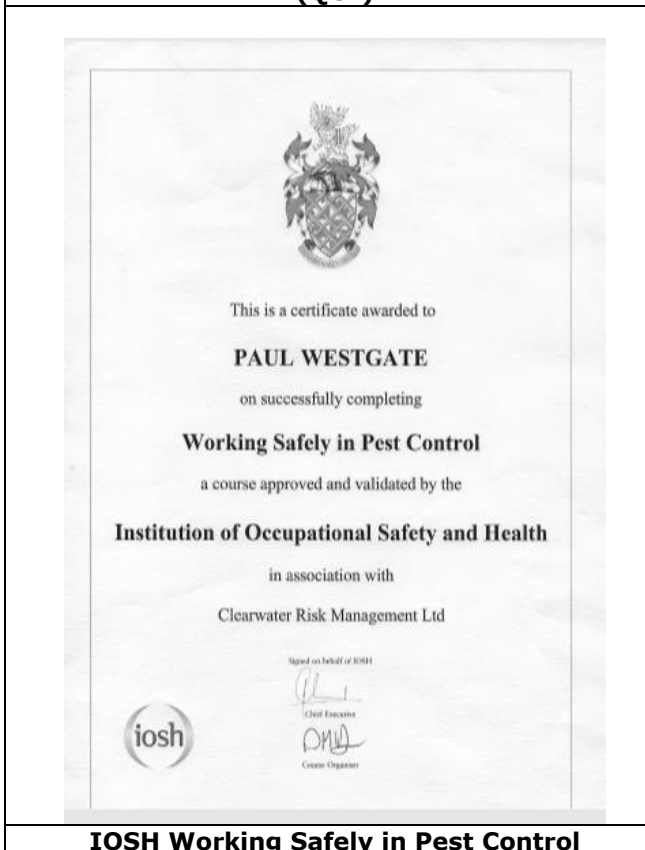 This is a certificate awarded to
PAUL WESTGATE
on successfully completing
Working Safely in Pest Control
a course approved and validated by the
Institution of Occupational Safety and Health
in association with
Clearwater Risk Management Ltd
Signed on behalf of IOSH
Chief Executive
iosh
Course Organiser
IOSH Working Safely in Pest Control